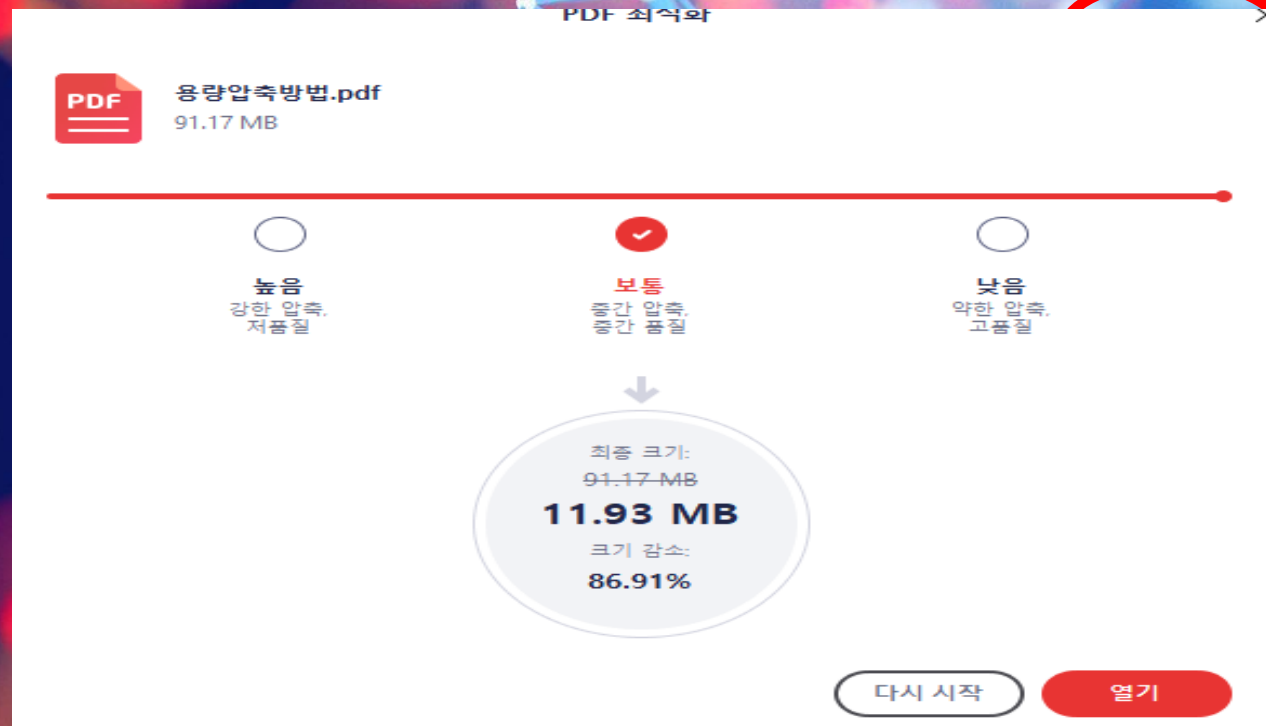 PDF 최적화
PDF
용량압축방법.pdf
91.17 MB
높음
강한 압축,
저품질
보통
중간 압축,
중간 품질
낮음
약한 압축,
고품질
최종 크기:
91.17 MB
11.93 MB
크기 감소:
86.91%
다시 시작
열기